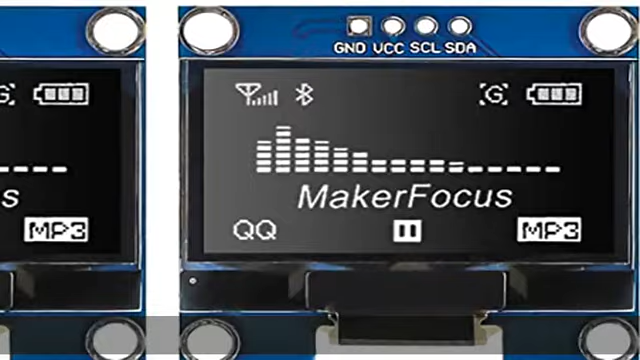 GND VCC SCL SDA
G
G
MakerFocus
s
QQ
MP3
MP3